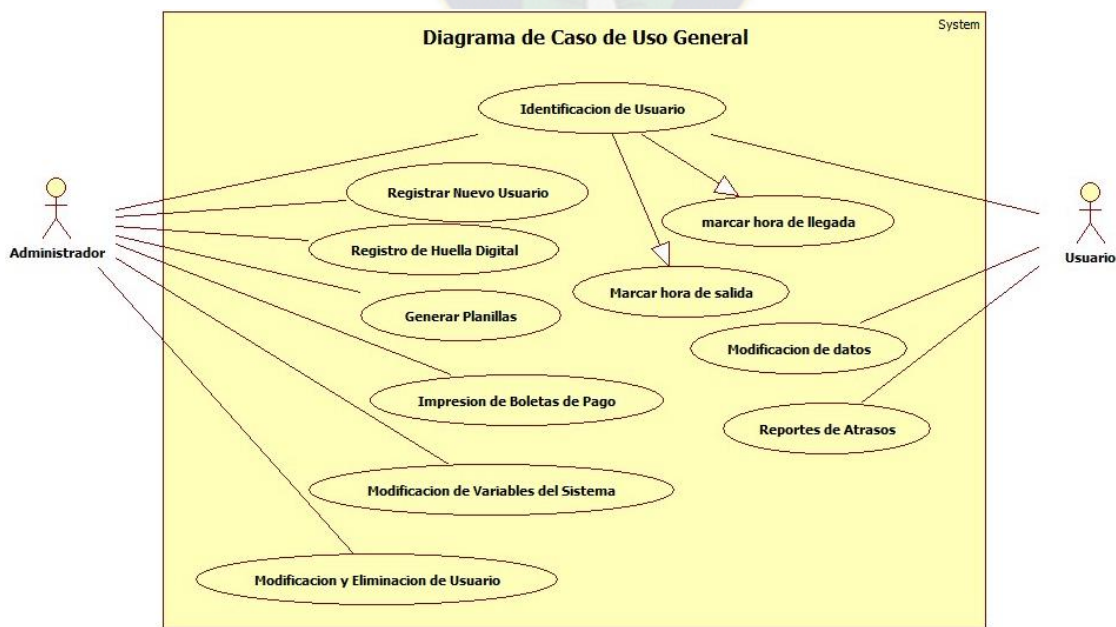 System
Diagrama de Caso de Uso General
Identificacion de Usuario
Registrar Nuevo Usuario
marcar hora de llegada
Administrador
Registro de Huella Digital
Usuario
Marcar hora de salida
Generar Planillas
Modificacion de datos
Impresion de Boletas de Pago
Reportes de Atrasos
Modificacion de Variables del Sistema
Modificacion y Eliminacion de Usuario